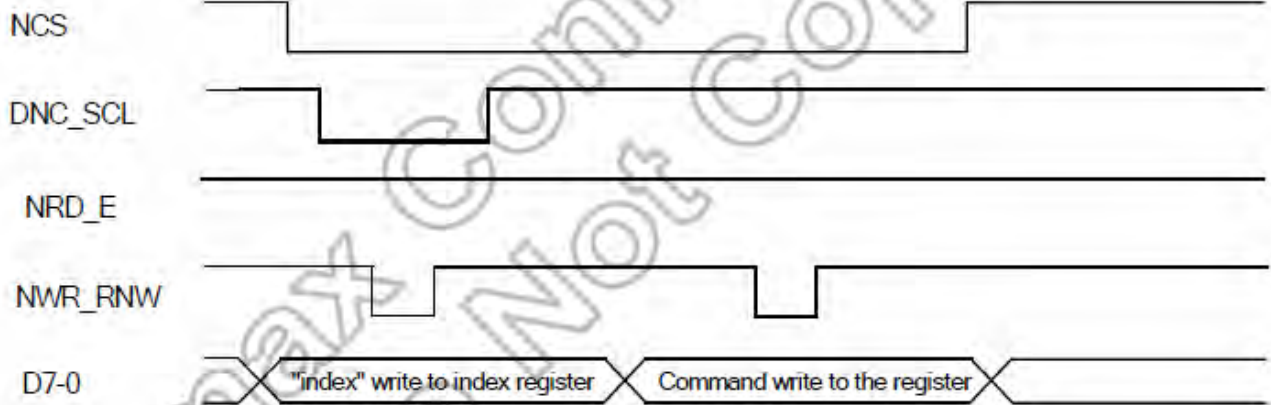 NCS
DNC_SCL
NRD_E
NWR_RNW
D7-0 "index" write to index register Command write to the register